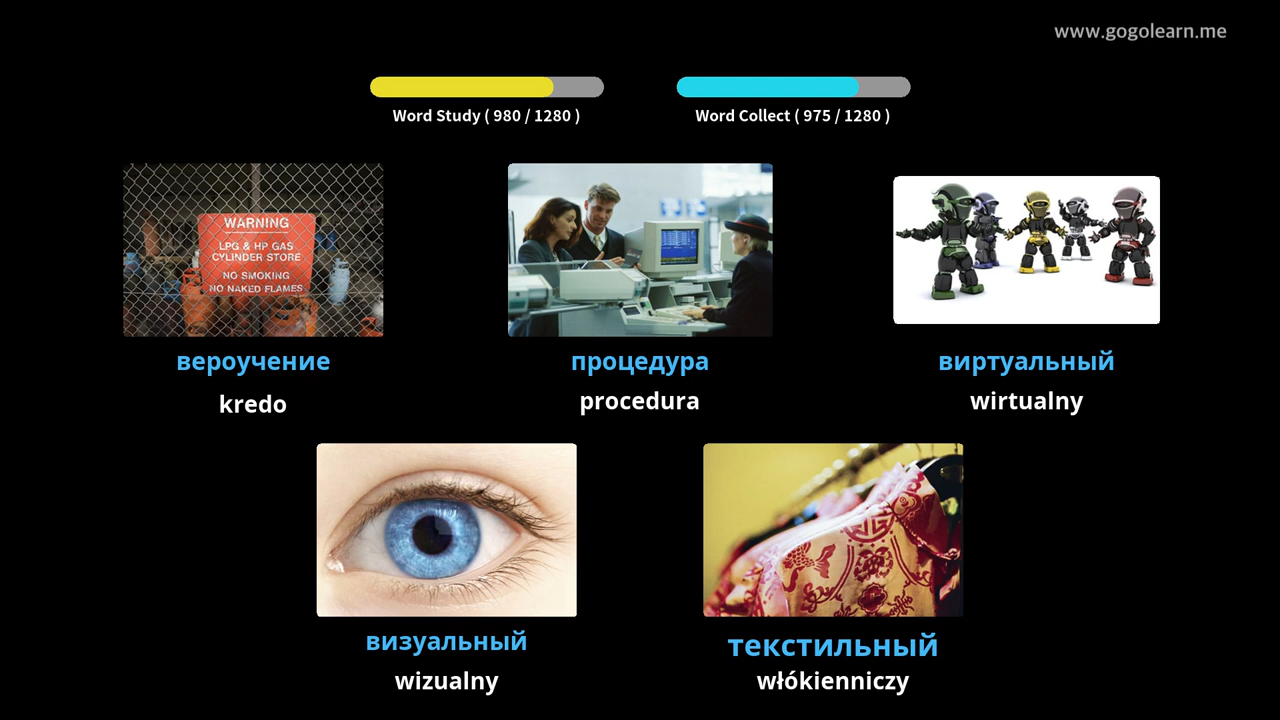 www.gogolearn.me
Word Study ( 980 / 1280 )
Word Collect ( 975 / 1280 )
WARNING
LPG & HP GAS
CYLINDER STORE
NO SMOKING
NO NAKED FLAMES
вероучение
kredo
процедура
procedura
виртуальный
wirtualny
визуальный
wizualny
текстильный
włókienniczy